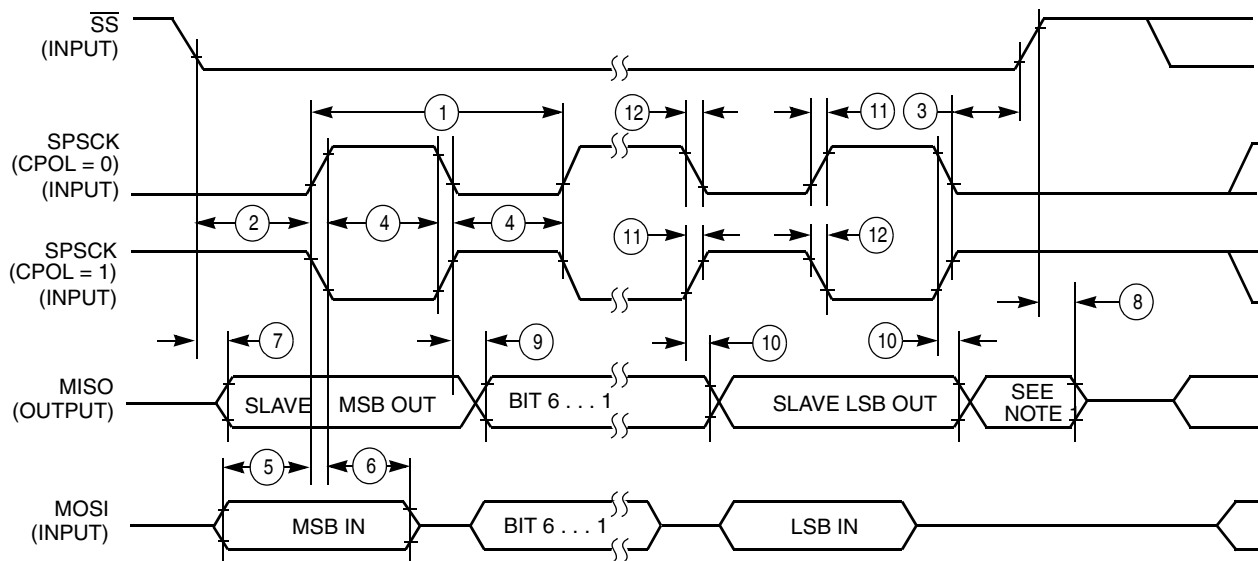 SS
(INPUT)
1
12
11
3
SPSCK
(CPOL = 0)
(INPUT)
2
4
4
11
12
SPSCK
(CPOL = 1)
(INPUT)
8
7
9
10
10
MISO
(OUTPUT)
SLAVE
MSB OUT
BIT 6 . . . 1
SLAVE LSB OUT
SEE
NOTE 1
5
6
MOSI
(INPUT)
MSB IN
BIT 6 . . . 1
LSB IN